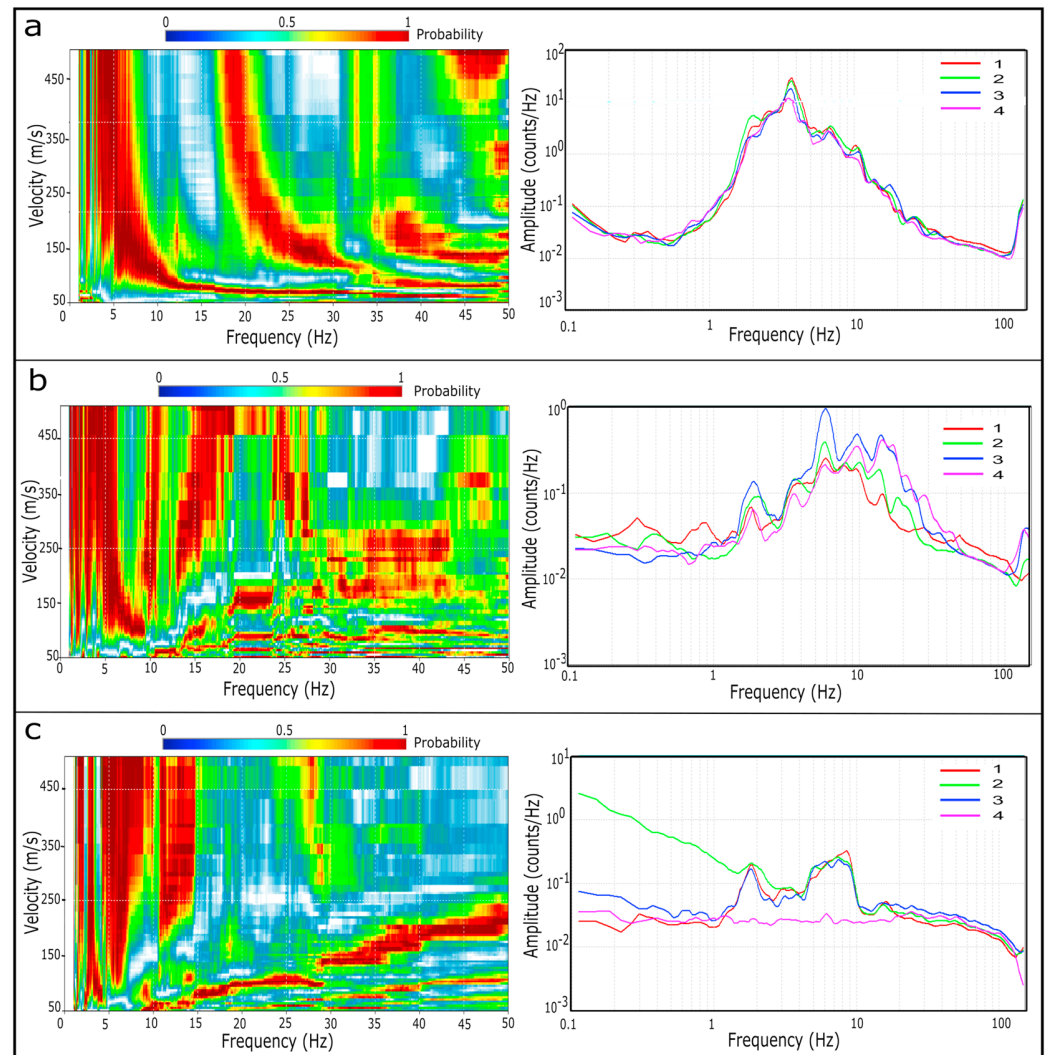 a
0 0.5 1
Probability
450
350
250
150
50
Velocity (m/s)
0 5 10 15 20 25 30 35 40 45 50
Frequency (Hz)
10^2
10^1
10^0
10^-1
10^-2
10^-3
Amplitude (counts/Hz)
1
2
3
4
0.1 1 10 100
Frequency (Hz)
b
0 0.5 1
Probability
450
350
250
150
50
Velocity (m/s)
0 5 10 15 20 25 30 35 40 45 50
Frequency (Hz)
10^0
10^-1
10^-2
10^-3
Amplitude (counts/Hz)
1
2
3
4
0.1 1 10 100
Frequency (Hz)
c
0 0.5 1
Probability
450
350
250
150
50
Velocity (m/s)
0 5 10 15 20 25 30 35 40 45 50
Frequency (Hz)
10^1
10^0
10^-1
10^-2
10^-3
Amplitude (counts/Hz)
1
2
3
4
0.1 1 10 100
Frequency (Hz)